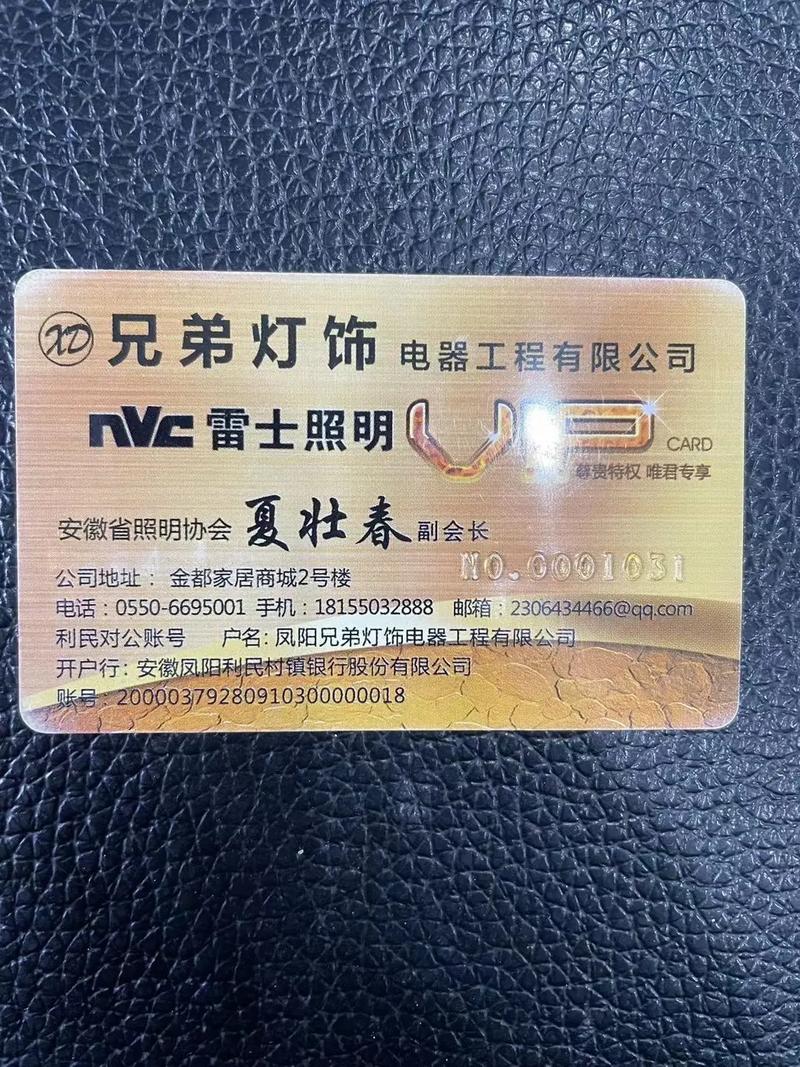 XD 兄弟灯饰 电器工程有限公司
nVc 雷士照明 VIP CARD
尊贵特权 唯君专享
安徽省照明协会 夏壮春 副会长
NO.0001031
公司地址： 金都家居商城2号楼
电话：0550-6695001 手机：18155032888 邮箱：2306434466@qq.com
利民对公账号 户名：凤阳兄弟灯饰电器工程有限公司
开户行：安徽凤阳利民村镇银行股份有限公司
账号：20000379280910300000018